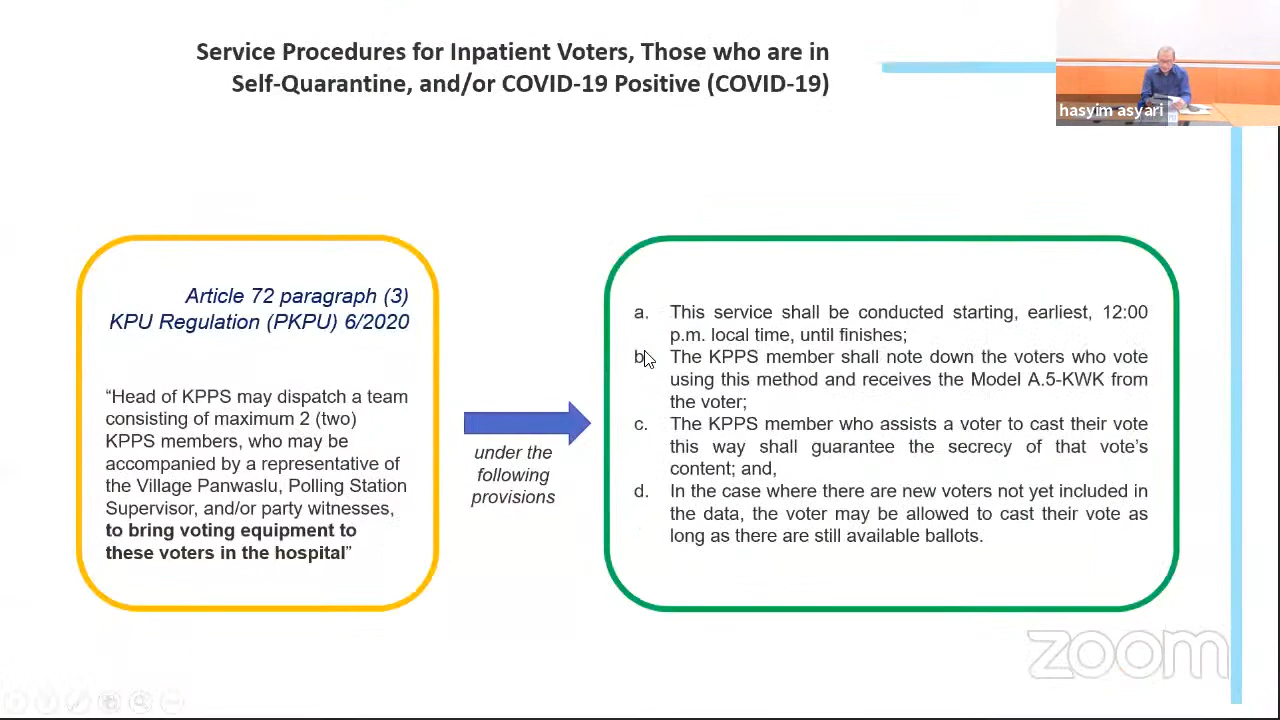 Service Procedures for Inpatient Voters, Those who are in
Self-Quarantine, and/or COVID-19 Positive (COVID-19)
hasyim asyari
Article 72 paragraph (3)
KPU Regulation (PKPU) 6/2020
“Head of KPPS may dispatch a team
consisting of maximum 2 (two)
KPPS members, who may be
accompanied by a representative of
the Village Panwaslu, Polling Station
Supervisor, and/or party witnesses,
to bring voting equipment to
these voters in the hospital”
under the
following
provisions
a. This service shall be conducted starting, earliest, 12:00
p.m. local time, until finishes;
b. The KPPS member shall note down the voters who vote
using this method and receives the Model A.5-KWK from
the voter;
c. The KPPS member who assists a voter to cast their vote
this way shall guarantee the secrecy of that vote’s
content; and,
d. In the case where there are new voters not yet included in
the data, the voter may be allowed to cast their vote as
long as there are still available ballots.
zoom